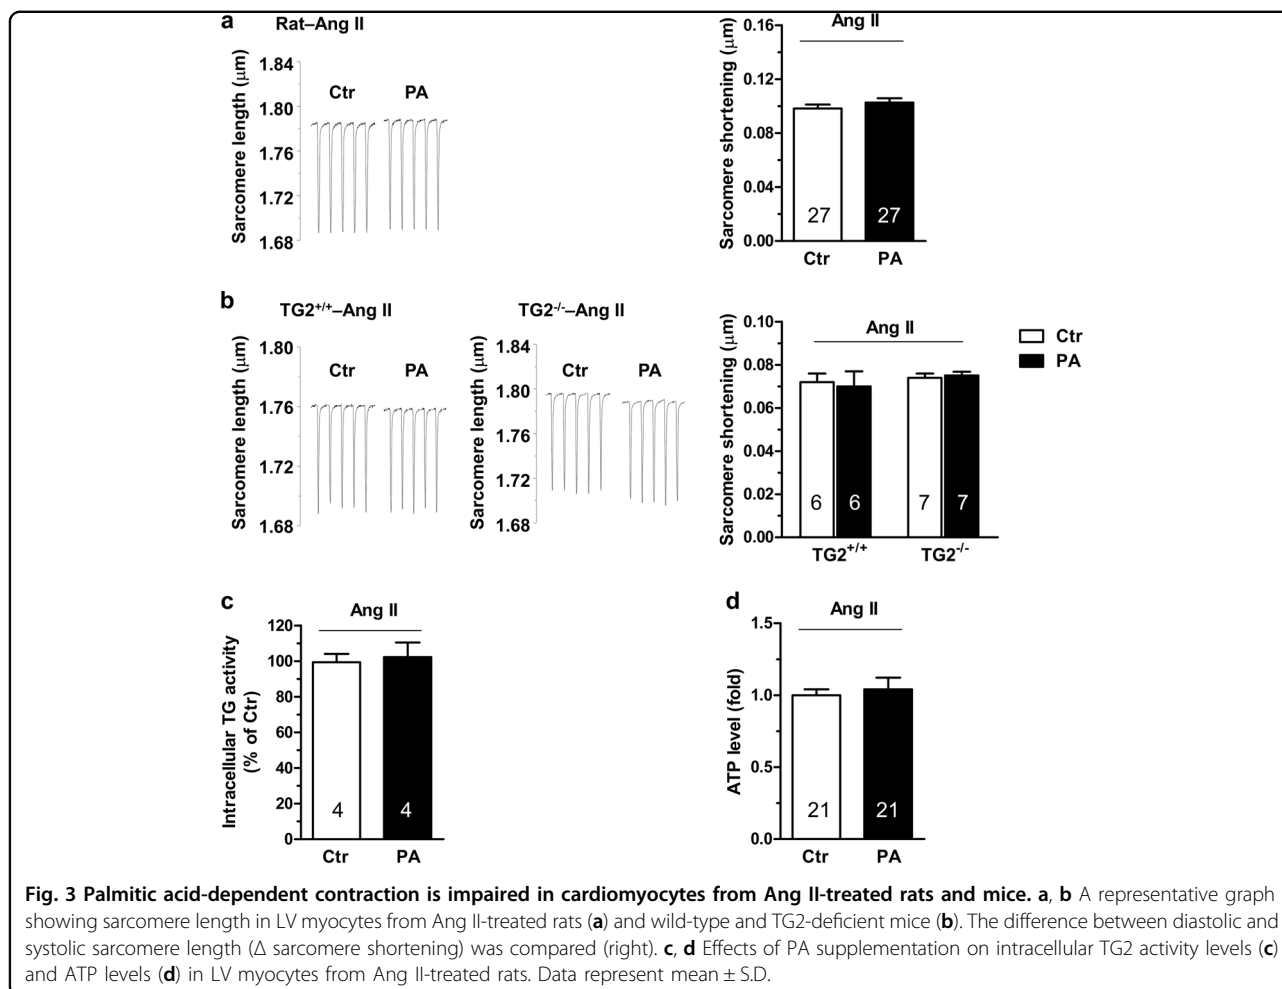 a
Rat–Ang II
Sarcomere length (μm)
1.84
1.80
1.76
1.72
1.68
Ctr PA
Sarcomere shortening (μm)
0.16
0.12
0.08
0.04
0.00
Ang II
27 27
Ctr PA
b
TG2+/+–Ang II
Sarcomere length (μm)
1.80
1.76
1.72
1.68
Ctr PA
TG2-/-–Ang II
Sarcomere length (μm)
1.84
1.80
1.76
1.72
1.68
Ctr PA
Sarcomere shortening (μm)
0.10
0.08
0.06
0.04
0.02
0.00
Ang II
6 6 7 7
TG2+/+ TG2-/-
Ctr
PA
c
Intracellular TG activity
(% of Ctr)
120
100
80
60
40
20
0
Ang II
4 4
Ctr PA
d
ATP level (fold)
1.5
1.0
0.5
0.0
Ang II
21 21
Ctr PA
Fig. 3 Palmitic acid-dependent contraction is impaired in cardiomyocytes from Ang II-treated rats and mice. a, b A representative graph
showing sarcomere length in LV myocytes from Ang II-treated rats (a) and wild-type and TG2-deficient mice (b). The difference between diastolic and
systolic sarcomere length (Δ sarcomere shortening) was compared (right). c, d Effects of PA supplementation on intracellular TG2 activity levels (c)
and ATP levels (d) in LV myocytes from Ang II-treated rats. Data represent mean ± S.D.